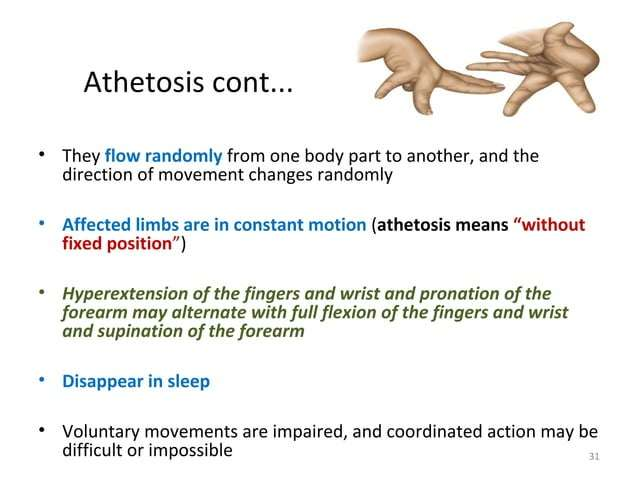 Athetosis cont...
• They flow randomly from one body part to another, and the
direction of movement changes randomly
• Affected limbs are in constant motion (athetosis means “without
fixed position”)
• Hyperextension of the fingers and wrist and pronation of the
forearm may alternate with full flexion of the fingers and wrist
and supination of the forearm
• Disappear in sleep
• Voluntary movements are impaired, and coordinated action may be
difficult or impossible
31